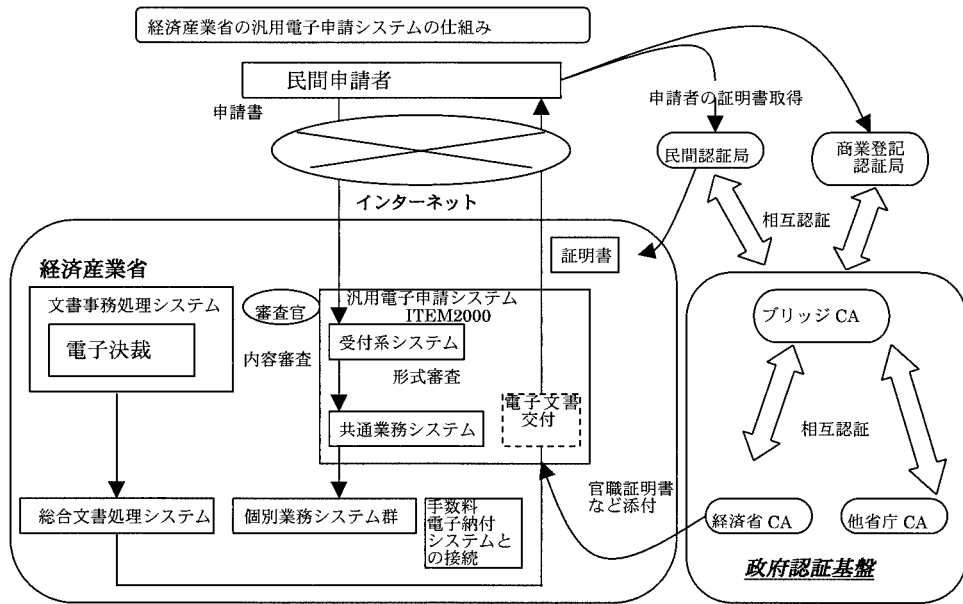 経済産業省の汎用電子申請システムの仕組み
民間申請者
申請書
申請者の証明書取得
民間認証局
商業登記
認証局
インターネット
相互認証
証明書
経済産業省
文書事務処理システム
電子決裁
審査官
汎用電子申請システム
ITEM2000
受付系システム
内容審査
形式審査
共通業務システム
電子文書
交付
ブリッジ CA
相互認証
総合文書処理システム
個別業務システム群
手数料
電子納付
システムと
の接続
官職証明書
など添付
経済省 CA
他省庁 CA
政府認証基盤